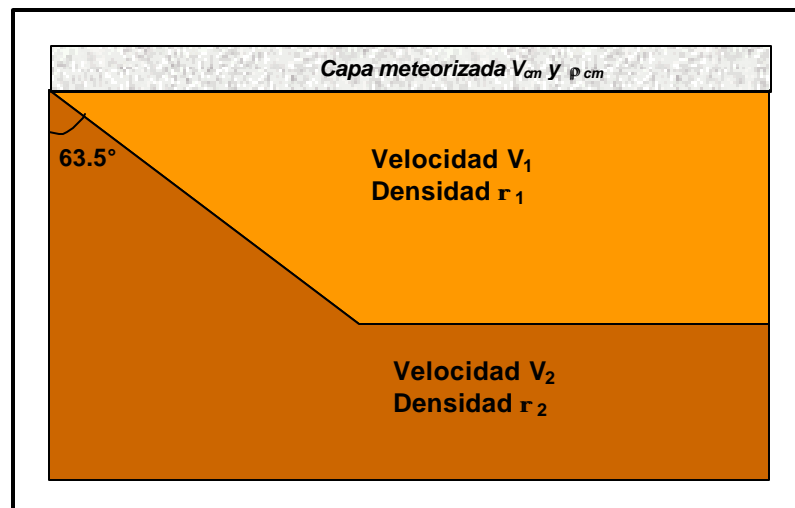 Capa meteorizada Vcm y ρcm
63.5°
Velocidad V1
Densidad r1
Velocidad V2
Densidad r2